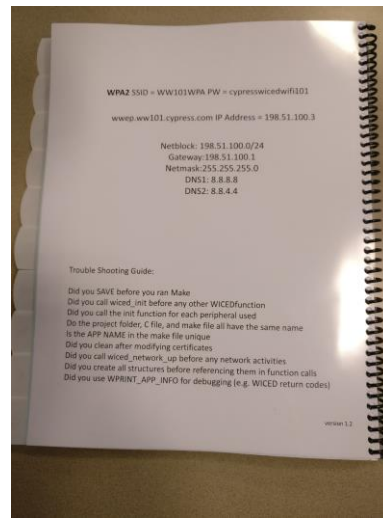 WPA2 SSID = WW101WPA PW = cypresswicedwifi101
wwep.ww101.cypress.com IP Address = 198.51.100.3
Netblock: 198.51.100.0/24
Gateway:198.51.100.1
Netmask:255.255.255.0
DNS1: 8.8.8.8
DNS2: 8.8.4.4
Trouble Shooting Guide:
Did you SAVE before you ran Make
Did you call wiced_init before any other WICEDfunction
Did you call the init function for each peripheral used
Do the project folder, C file, and make file all have the same name
Is the APP NAME in the make file unique
Did you clean after modifying certificates
Did you call wiced_network_up before any network activities
Did you create all structures before referencing them in function calls
Did you use WPRINT_APP_INFO for debugging (e.g. WICED return codes)
version 1.2